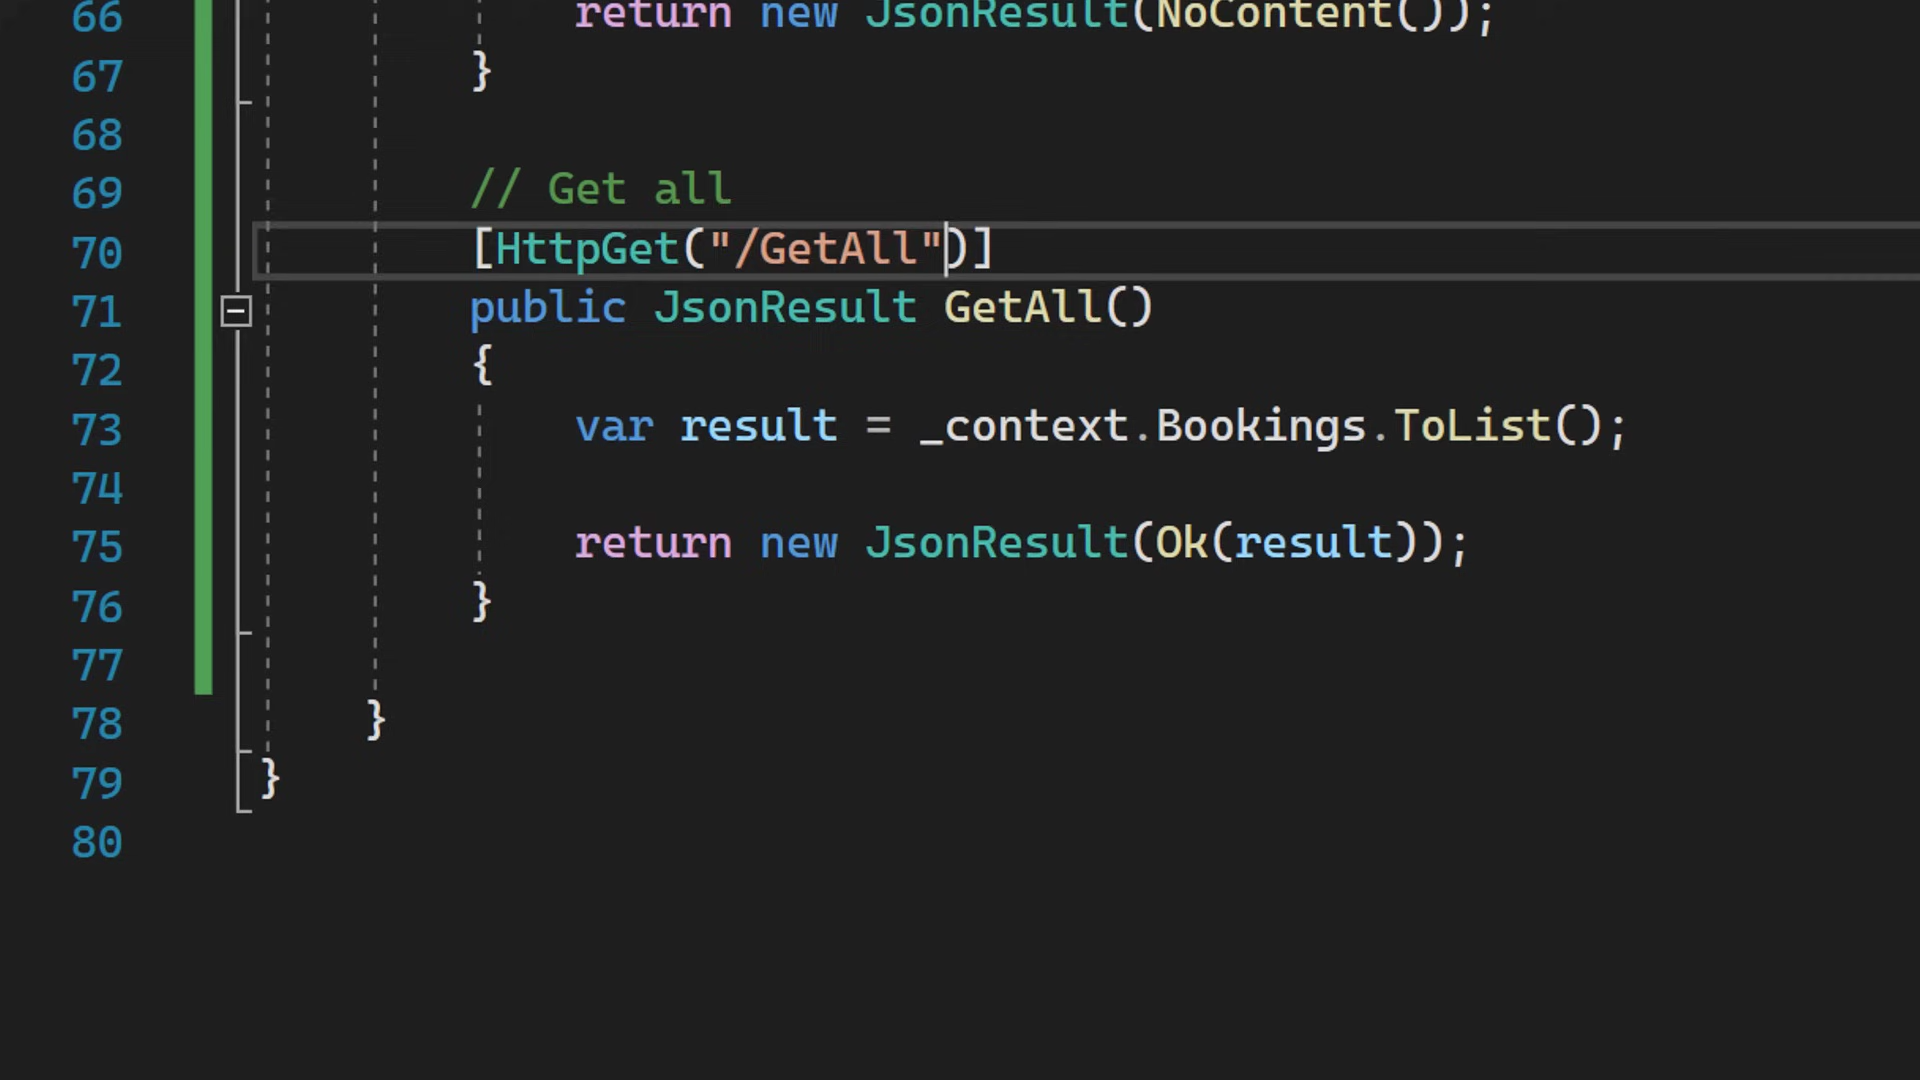 66 return new JsonResult(NoContent());
67 }
68
69 // Get all
70 [HttpGet("/GetAll")]
71 public JsonResult GetAll()
72 {
73 var result = _context.Bookings.ToList();
74
75 return new JsonResult(Ok(result));
76 }
77
78 }
79 }
80